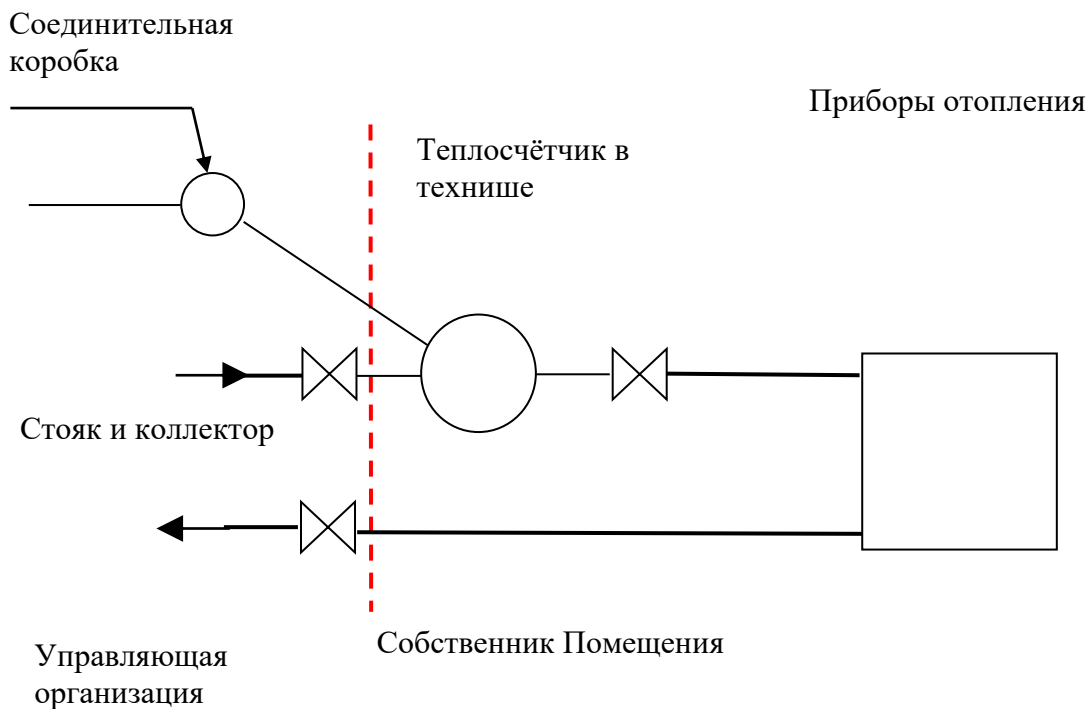 Соединительная
коробка
Приборы отопления
Теплосчётчик в
технише
Стояк и коллектор
Собственник Помещения
Управляющая
организация